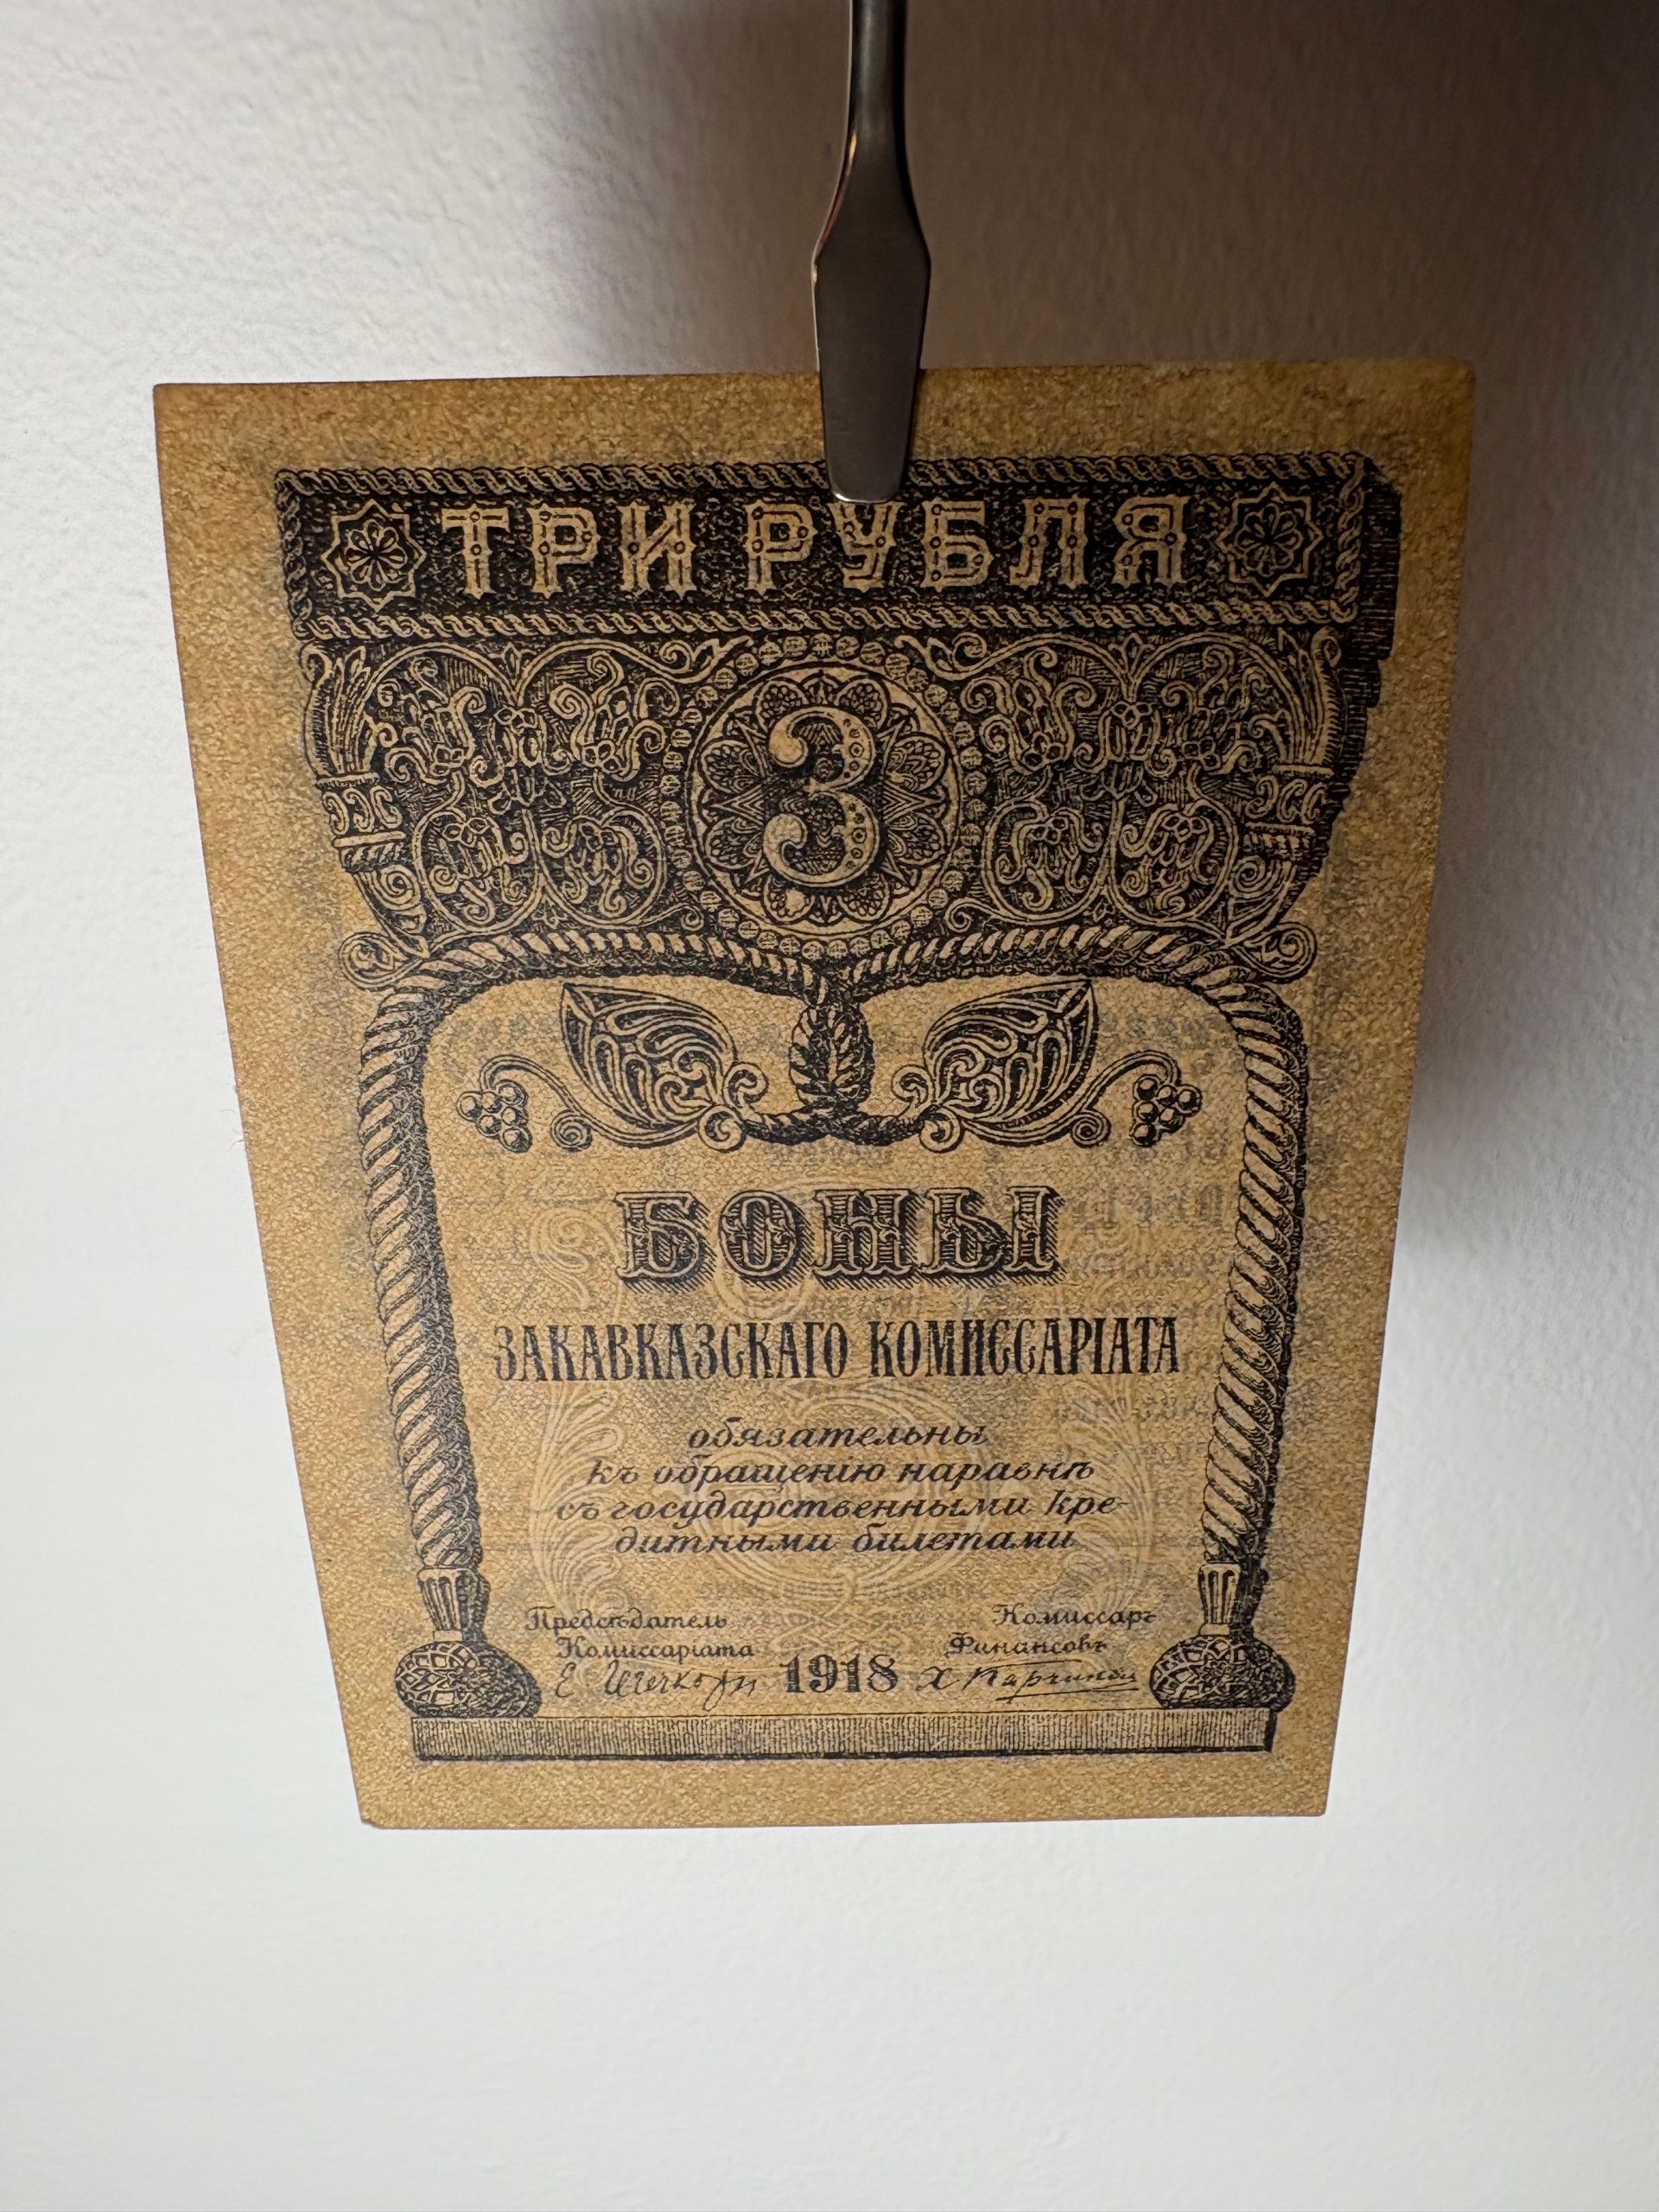 ТРИ РУБЛЯ
3
БОНЫ
ЗАКАВКАЗСКАГО КОМИССАРІАТА
обязательны
къ обращенію наравнѣ
съ государственными кре-
дитными билетами
Предсѣдатель Комиссаръ
Комиссаріата Финансовъ
1918